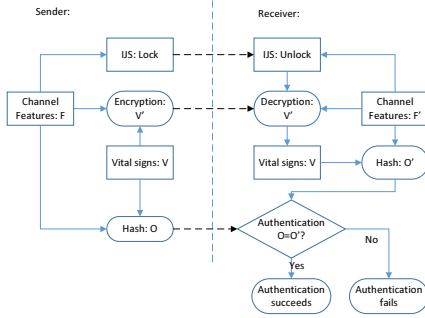 Sender:
Receiver:
IJS: Lock
IJS: Unlock
Channel
Features: F
Encryption:
V'
Decryption:
V'
Channel
Features: F'
Vital signs: V
Vital signs: V
Hash: O'
Hash: O
Authentication
O=O'?
No
Yes
Authentication
succeeds
Authentication
fails